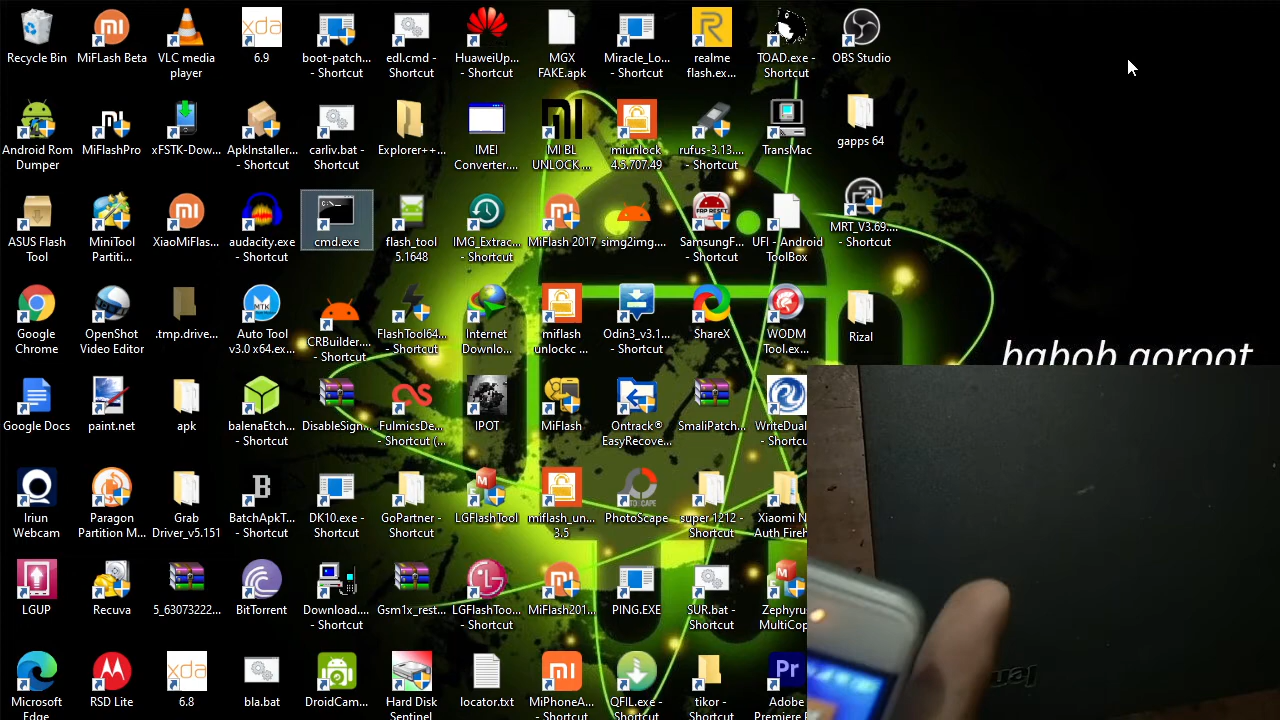 Recycle Bin
MiFLash Beta
VLC media
player
xda
6.9
boot-patch...
- Shortcut
edl.cmd -
Shortcut
HuaweiUp...
- Shortcut
MGX
FAKE.apk
Miracle_Lo...
- Shortcut
realme
flash.ex...
TOAD.exe -
Shortcut
OBS Studio
Android Rom
Dumper
MiFlashPro
xFSTK-Dow...
ApkInstaller...
- Shortcut
carliv.bat -
Shortcut
Explorer++...
IMEI
Converter....
MI BL
UNLOCK....
miunlock
4.5.707.49
rufus-3.13....
- Shortcut
TransMac
gapps 64
ASUS Flash
Tool
MiniTool
Partiti...
XiaoMiFlas...
audacity.exe
- Shortcut
C:\
cmd.exe
flash_tool
5.1648
IMG_Extrac...
- Shortcut
MiFlash 2017
simg2img....
FRP RESET
SamsungF...
- Shortcut
UFI - Android
ToolBox
MRT_V3.69....
- Shortcut
Google
Chrome
OpenShot
Video Editor
.tmp.drive...
MTK
Auto Tool
v3.0 x64.ex...
CRBuilder....
- Shortcut
FlashTool64...
- Shortcut
Internet
Downlo...
miflash
unlockc ...
Odin3_v3.1...
- Shortcut
ShareX
WODM
Tool.ex...
Rizal
Google Docs
paint.net
apk
balenaEtch...
- Shortcut
DisableSign...
FulmicsDe...
- Shortcut (...
IPOT
MiFlash
Ontrack®
EasyRecove...
SmaliPatch...
WriteDual...
- Shortcu
Iriun
Webcam
Paragon
Partition M...
Grab
Driver_v5.151
BatchApkT...
- Shortcut
DK10.exe -
Shortcut
GoPartner -
Shortcut
LGFlashTool
miflash_un...
3.5
PhotoScape
super 1212 -
Shortcut
Xiaomi N
Auth,Fireh
LGUP
Recuva
5_63073222...
BitTorrent
Download....
- Shortcut
Gsm1x_rest...
LGFlashToo...
- Shortcut
MiFlash201...
PING.EXE
SUR.bat -
Shortcut
Zephyrus
MultiCop
Microsoft
Edge
RSD Lite
xda
6.8
bla.bat
DroidCam...
Hard Disk
Sentinel
locator.txt
MiPhoneA...
- Shortcut
QFIL.exe -
Shortcut
tikor -
Shortcut
Pr
Adobe
Premiere P